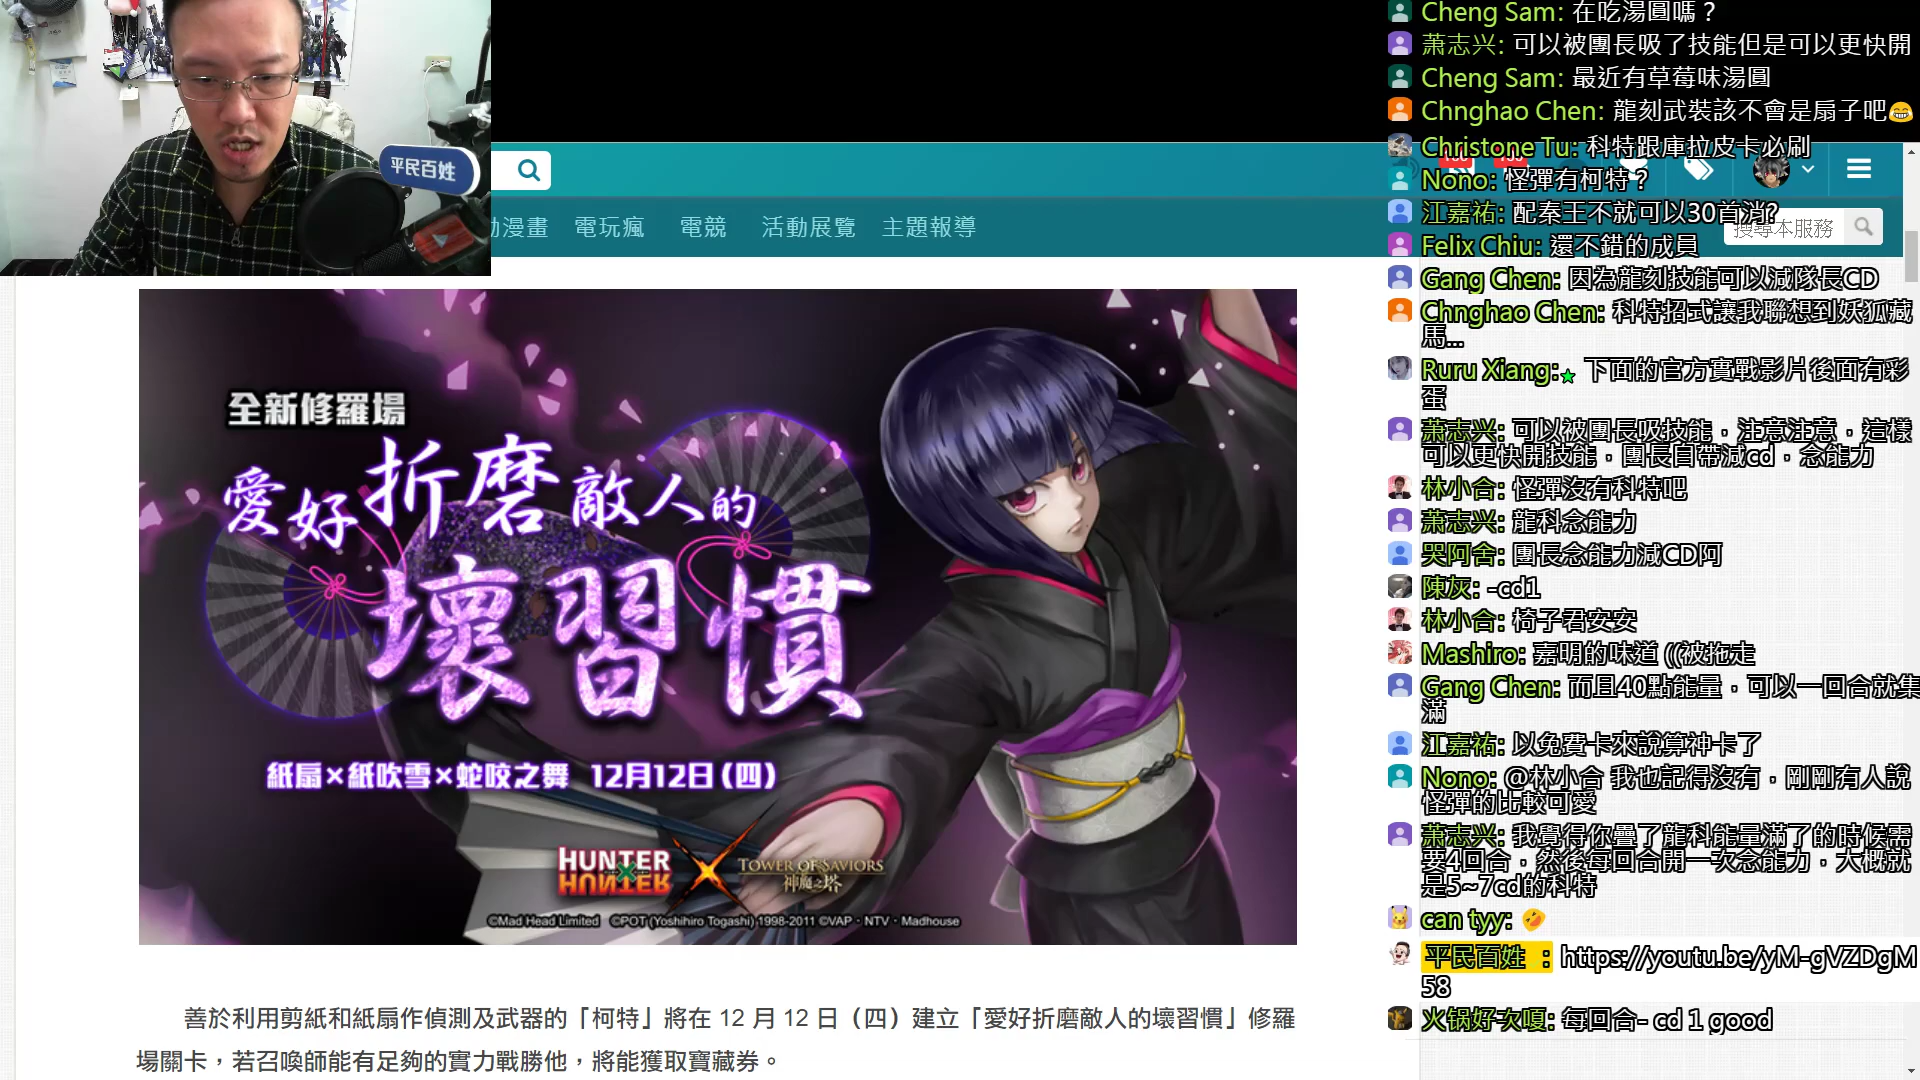 平民百姓
動漫畫 電玩瘋 電競 活動展覽 主題報導
搜尋本服務
全新修羅場
愛好折磨敵人的
壞習慣
紙扇×紙吹雪×蛇咬之舞 12月12日(四)
HUNTER
HUNTER
TOWER OF SAVIORS
神魔之塔
©Mad Head Limited ©POT (Yoshihiro Togashi) 1998-2011 ©VAP・NTV・Madhouse
善於利用剪紙和紙扇作偵測及武器的「柯特」將在 12 月 12 日（四）建立「愛好折磨敵人的壞習慣」修羅
場關卡，若召喚師能有足夠的實力戰勝他，將能獲取寶藏券。
Cheng Sam: 在吃湯圓嗎？
萧志兴: 可以被團長吸了技能但是可以更快開
Cheng Sam: 最近有草莓味湯圓
Chnghao Chen: 龍刻武裝該不會是扇子吧😂
Christone Tu: 科特跟庫拉皮卡必刷
Nono: 怪彈有柯特？
江嘉祐: 配秦王不就可以30首消?
Felix Chiu: 還不錯的成員
Gang Chen: 因為龍刻技能可以減隊長CD
Chnghao Chen: 科特招式讓我聯想到妖狐藏
馬...
Ruru Xiang:★ 下面的官方實戰影片後面有彩
蛋
萧志兴: 可以被團長吸技能，注意注意，這樣
可以更快開技能，團長自帶減cd，念能力
林小合: 怪彈沒有科特吧
萧志兴: 龍科念能力
哭阿舍: 團長念能力減CD阿
陳灰: -cd1
林小合: 椅子君安安
Mashiro: 嘉明的味道 ((被拖走
Gang Chen: 而且40點能量，可以一回合就集
滿
江嘉祐: 以免費卡來說算神卡了
Nono: @林小合 我也記得沒有，剛剛有人說
怪彈的比較可愛
萧志兴: 我覺得你疊了龍科能量滿了的時候需
要4回合，然後每回合開一次念能力，大概就
是5~7cd的科特
can tyy: 🤣
平民百姓 : https://youtu.be/yM-gVZDgM
58
火锅好次嘎: 每回合- cd 1 good